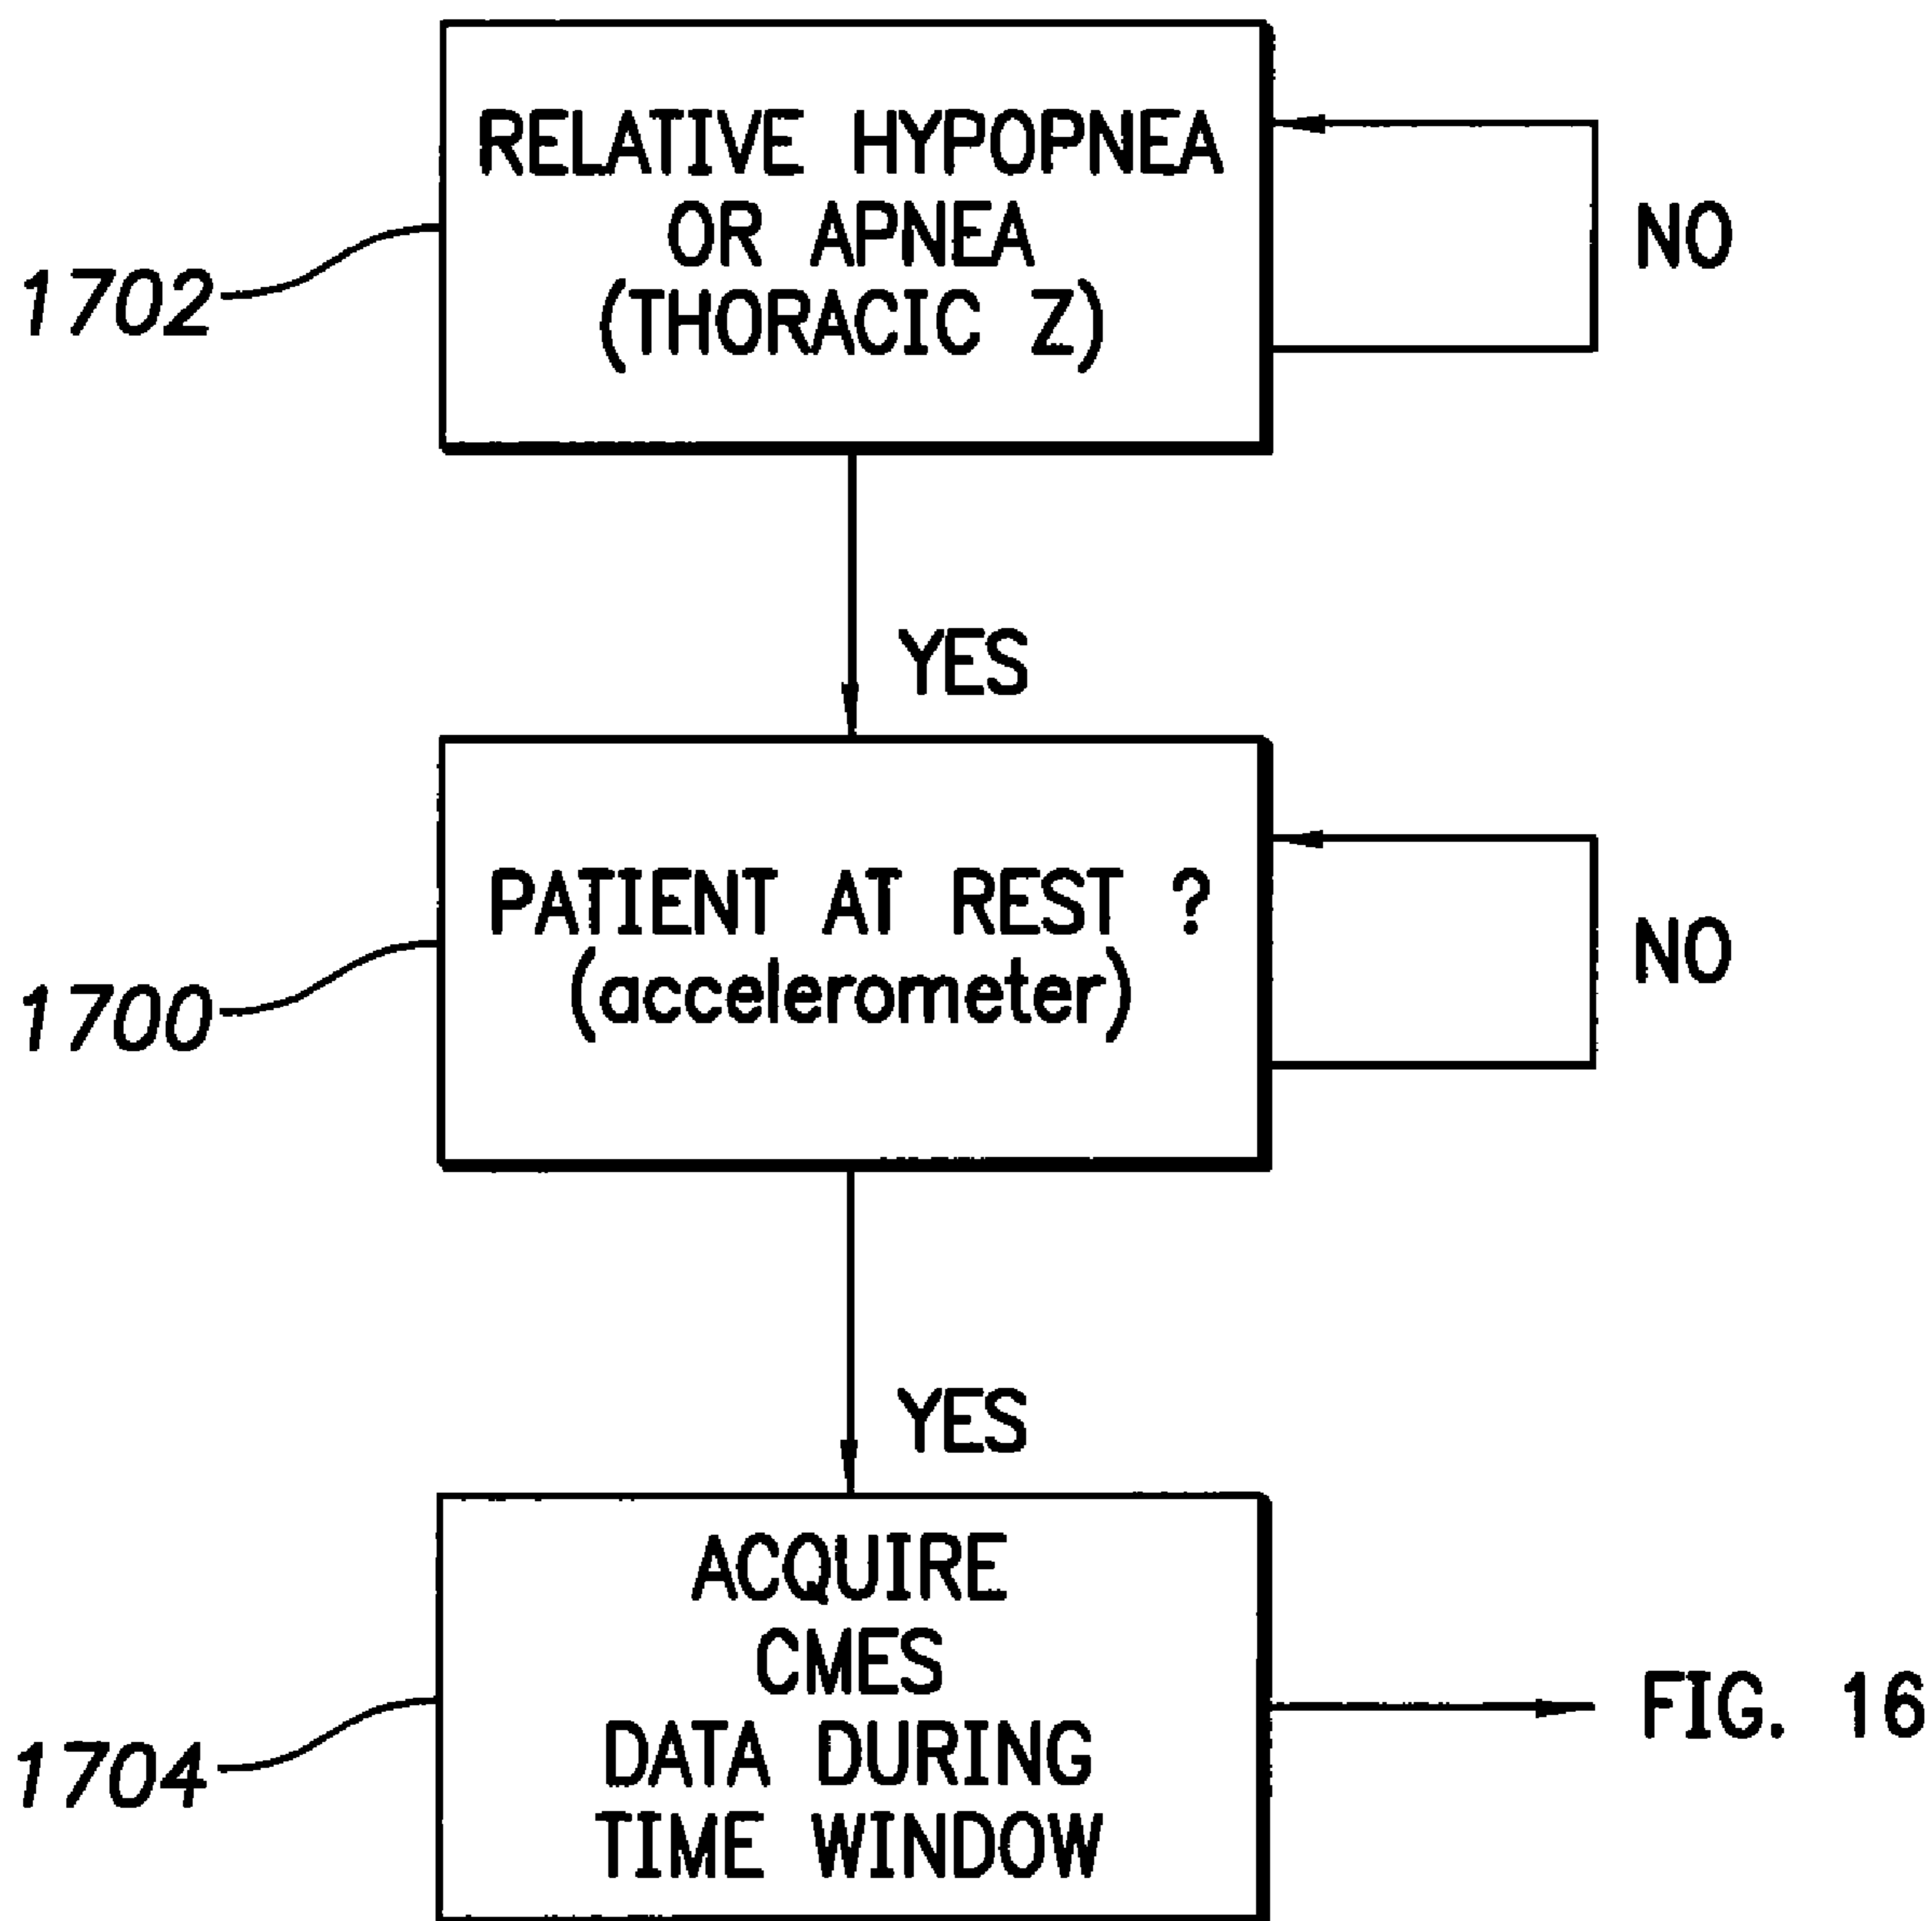 RELATIVE HYPOPNEA
OR APNEA
(THORACIC Z)
NO
1702
YES
PATIENT AT REST ?
(accelerometer)
NO
1700
YES
ACQUIRE
CMES
DATA DURING
TIME WINDOW
FIG. 16
1704